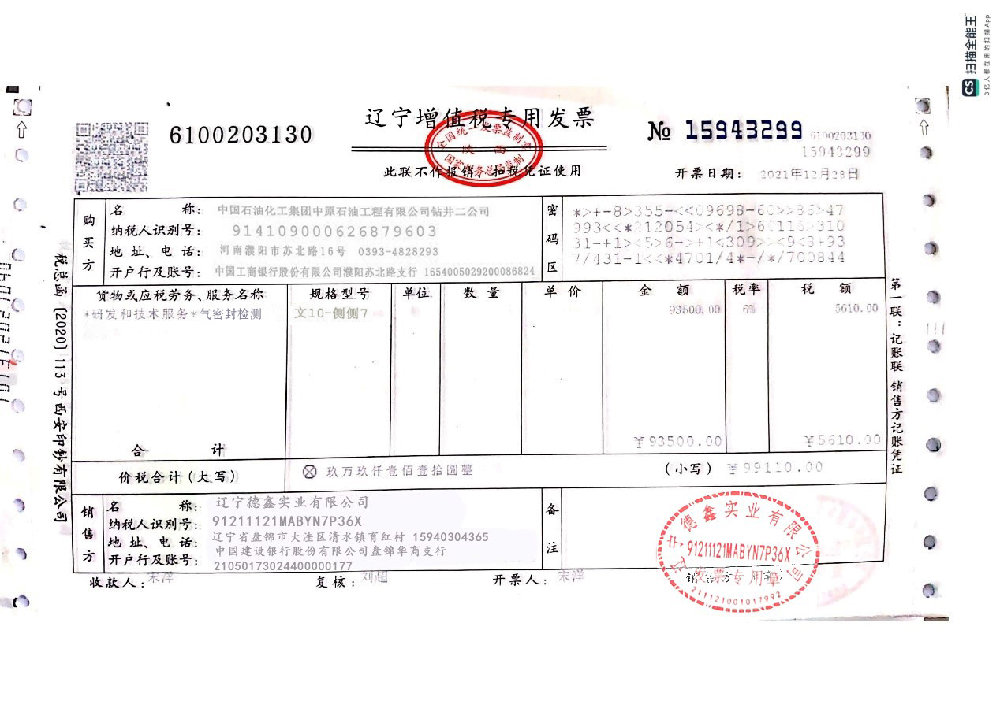 CS 扫描全能王
3亿人都在用的扫描App
辽宁增值税专用发票
6100203130
№ 15943299
6100203130
15943299
全国统一发票监制章
陕 西
国家税务总局监制
此联不作报销、扣税凭证使用
开票日期: 2021年12月28日
购买方
名 称: 中国石油化工集团中原石油工程有限公司钻井二公司
纳税人识别号: 914109000626879603
地 址、电 话: 河南濮阳市苏北路16号 0393-4828293
开户行及账号: 中国工商银行股份有限公司濮阳苏北路支行 1654005029200086824
密码区
*>+-8>355-<<09698-60>>86>47
993<<*212054><*/1>60116>310
31-+1><5>6->+1<309>><9<8+93
7/431-1<<*4701/4*-/*/700844
货物或应税劳务、服务名称 规格型号 单位 数 量 单 价 金 额 税率 税 额
*研发和技术服务*气密封检测 文10-侧侧7 93500.00 6% 5610.00
合 计 ¥93500.00 ¥5610.00
价税合计(大写) ⊗ 玖万玖仟壹佰壹拾圆整 (小写) ¥99110.00
销售方
名 称: 辽宁德鑫实业有限公司
纳税人识别号: 91211121MABYN7P36X
地 址、电 话: 辽宁省盘锦市大洼区清水镇育红村 15940304365
开户行及账号: 中国建设银行股份有限公司盘锦华商支行
21050173024400000177
备注
收款人: 宋洋 复核: 刘超 开票人: 宋洋
辽宁德鑫实业有限公司
91211121MABYN7P36X
发票专用章
211121001017992
税总函〔2020〕113 号西安印钞有限公司
第一联:记账联 销售方记账凭证